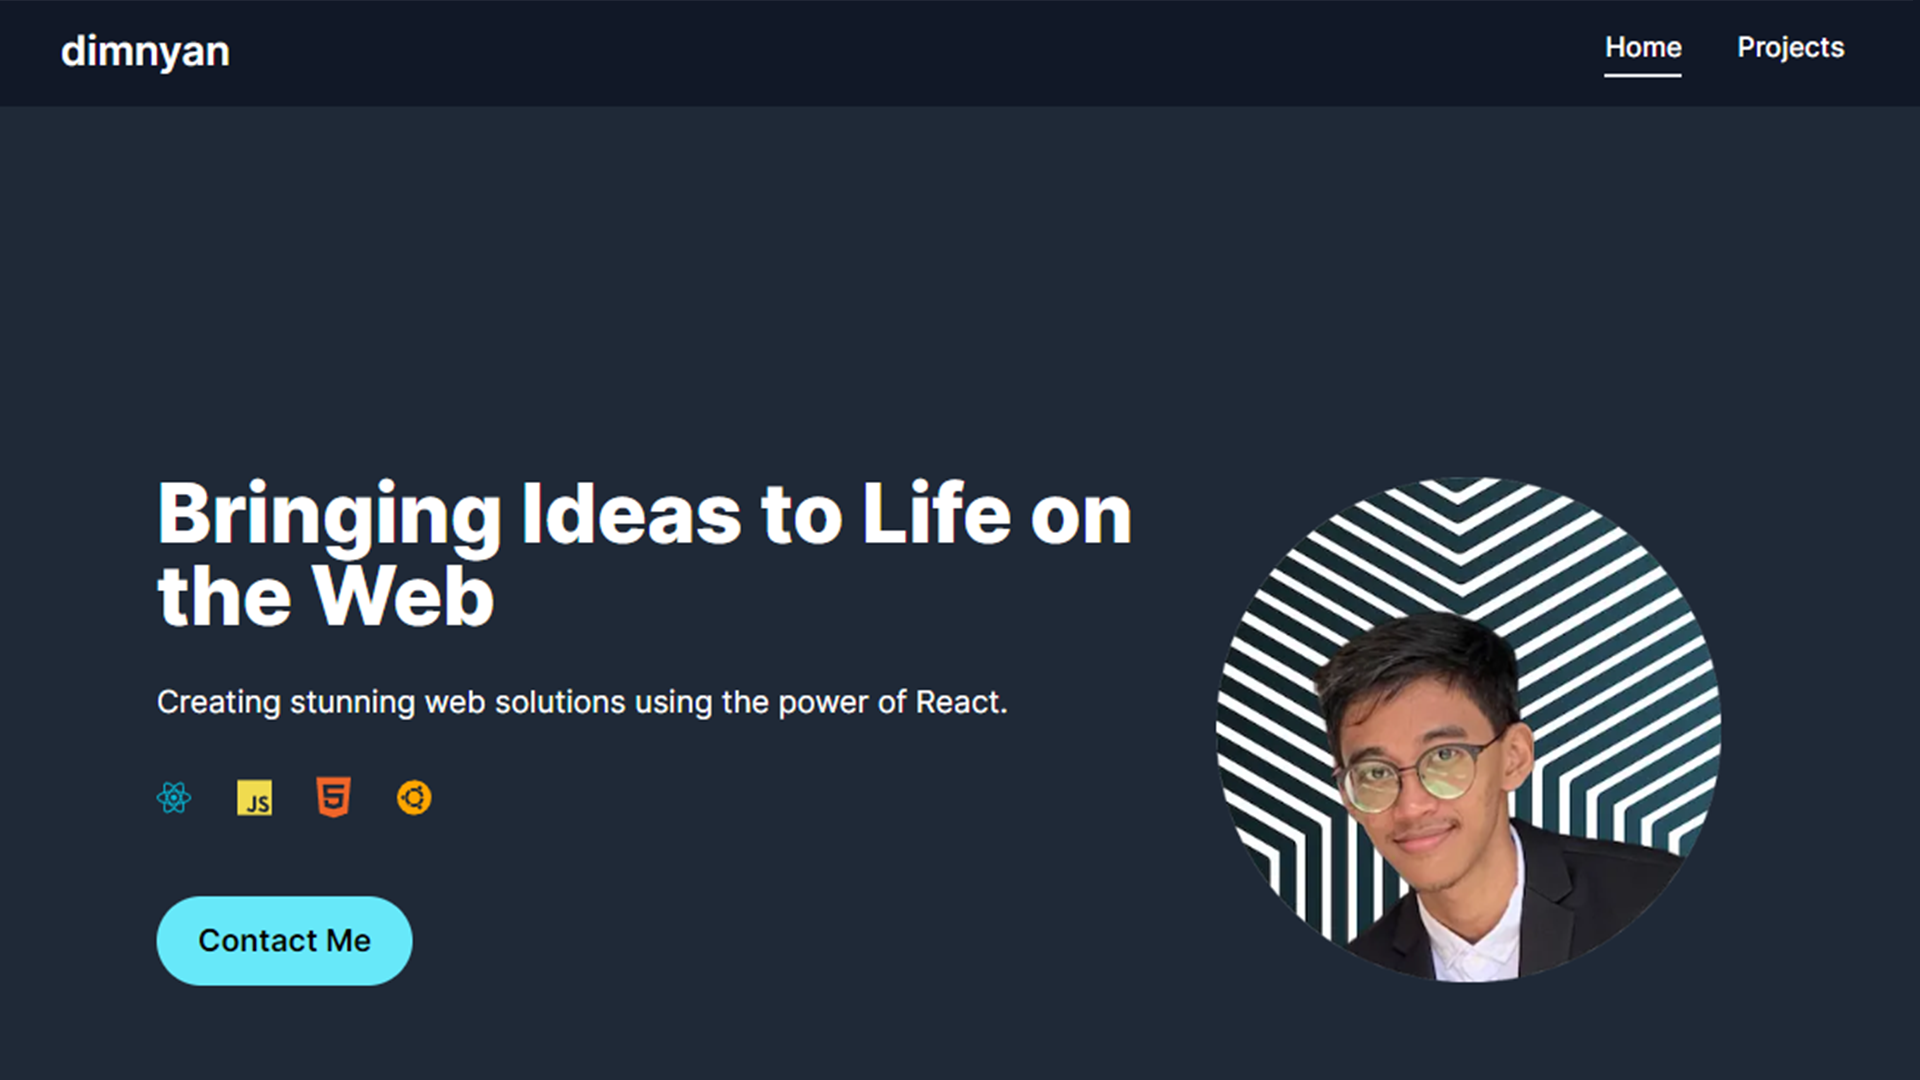 dimnyan
Home
Projects
Bringing Ideas to Life on
the Web
Creating stunning web solutions using the power of React.
JS
5
Contact Me